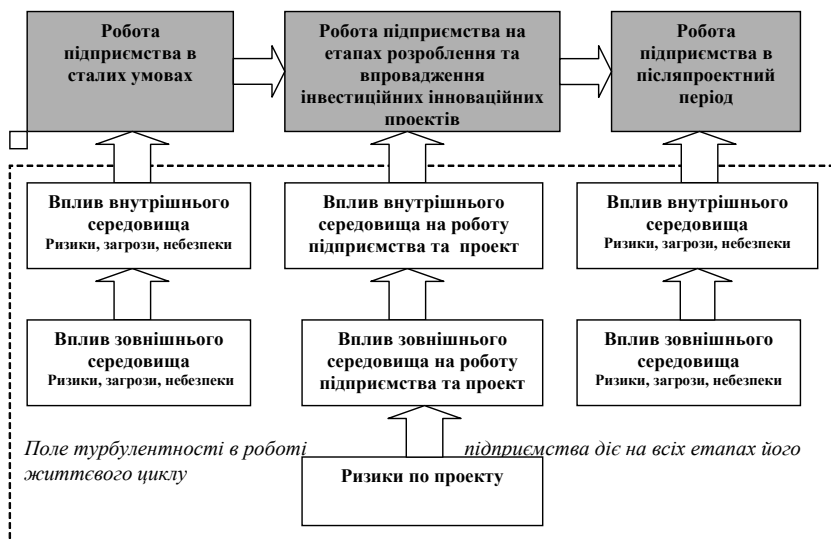 Робота
підприємства в
сталих умовах
Робота підприємства на
етапах розроблення та
впровадження
інвестиційних інноваційних
проектів
Робота
підприємства в
післяпроектний
період
Вплив внутрішнього
середовища
Ризики, загрози, небезпеки
Вплив внутрішнього
середовища на роботу
підприємства та проект
Вплив внутрішнього
середовища
Ризики, загрози, небезпеки
Вплив зовнішнього
середовища
Ризики, загрози, небезпеки
Вплив зовнішнього
середовища на роботу
підприємства та проект
Вплив зовнішнього
середовища
Ризики, загрози, небезпеки
Поле турбулентності в роботі підприємства діє на всіх етапах його
життєвого циклу
Ризики по проекту